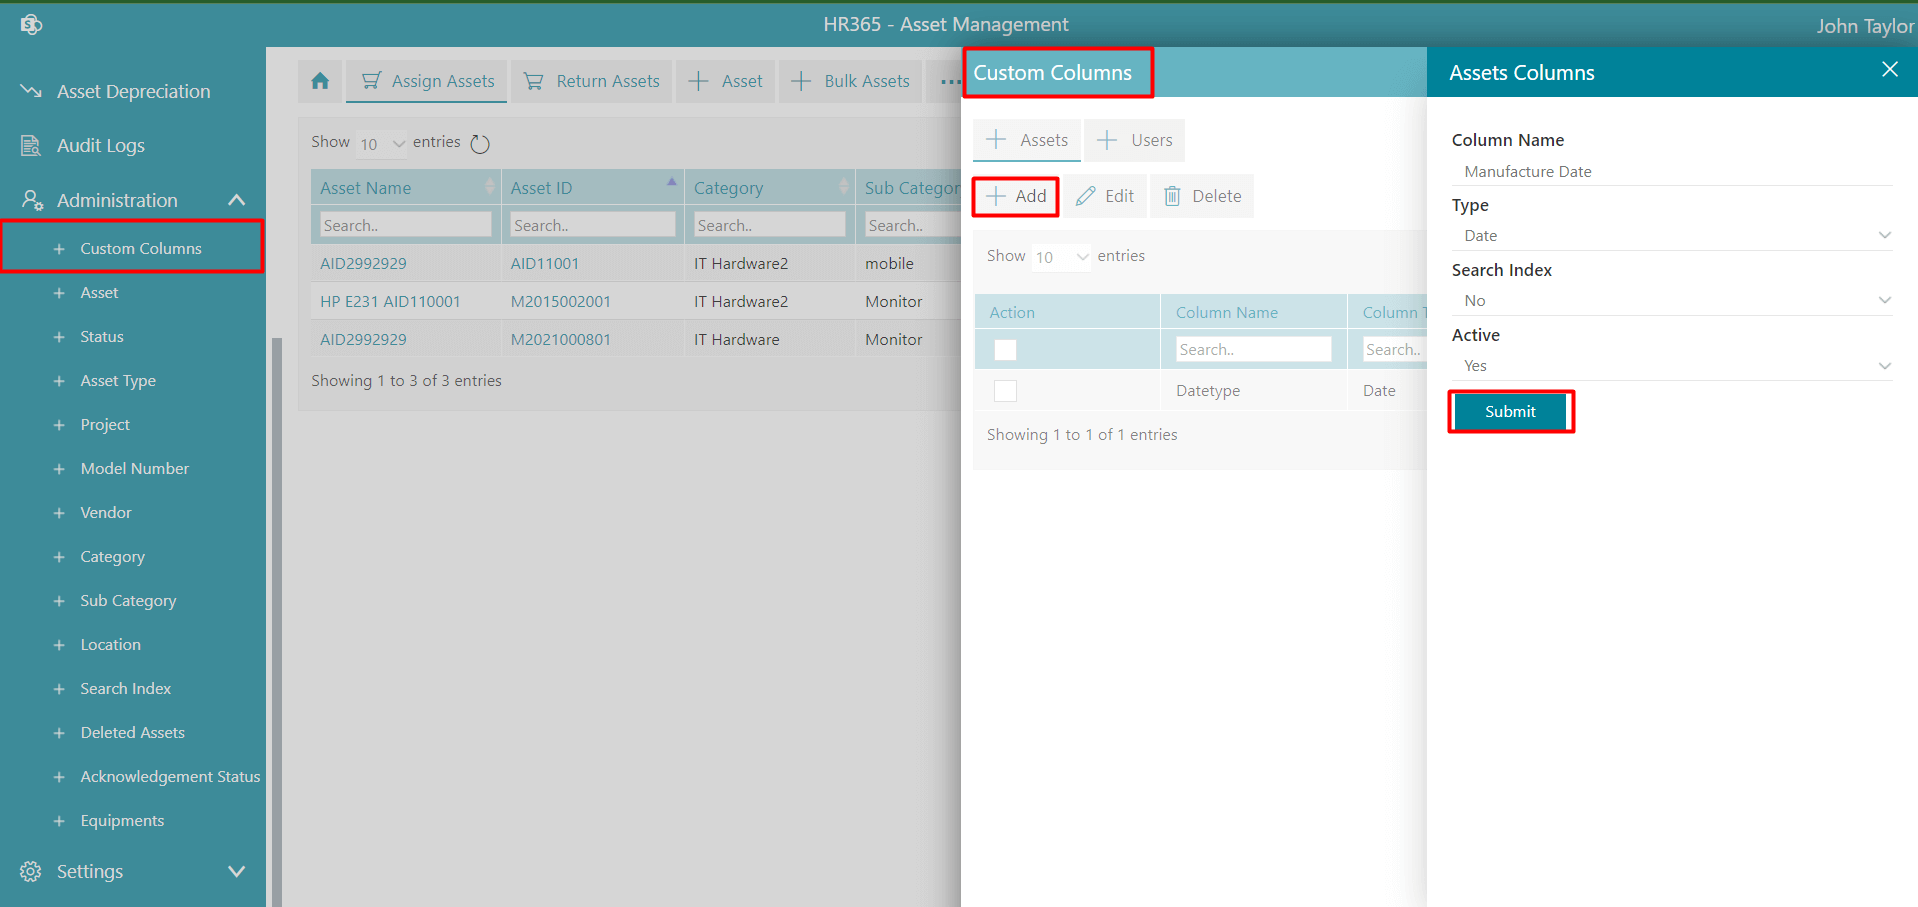 HR365 - Asset Management
John Taylor
Asset Depreciation
Audit Logs
Administration
Custom Columns
Asset
Status
Asset Type
Project
Model Number
Vendor
Category
Sub Category
Location
Search Index
Deleted Assets
Acknowledgement Status
Equipments
Settings
Assign Assets
Return Assets
Asset
Bulk Assets
...
Show 10 entries
Asset Name Asset ID Category Sub Categor
Search.. Search.. Search.. Search..
AID2992929 AID11001 IT Hardware2 mobile
HP E231 AID110001 M2015002001 IT Hardware2 Monitor
AID2992929 M2021000801 IT Hardware Monitor
Showing 1 to 3 of 3 entries
Custom Columns
Assets Users
Add Edit Delete
Show 10 entries
Action Column Name Column T
Search.. Search..
Datetype Date
Showing 1 to 1 of 1 entries
Assets Columns
Column Name
Manufacture Date
Type
Date
Search Index
No
Active
Yes
Submit